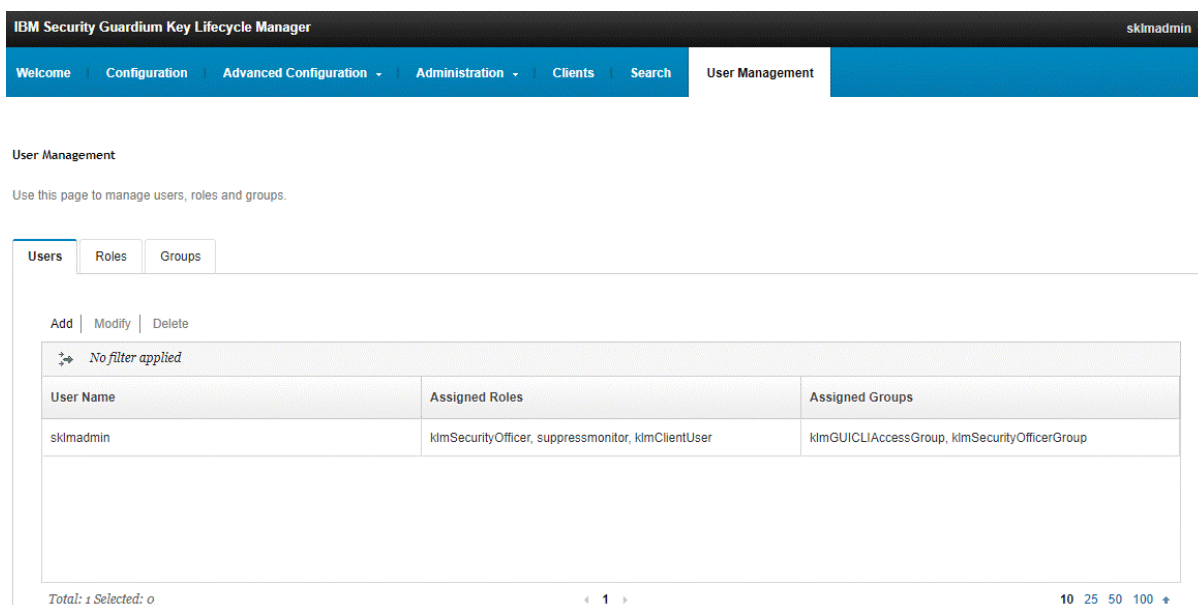 IBM Security Guardium Key Lifecycle Manager sklmadmin
Welcome Configuration Advanced Configuration Administration Clients Search User Management
User Management
Use this page to manage users, roles and groups.
Users Roles Groups
Add Modify Delete
No filter applied
User Name Assigned Roles Assigned Groups
sklmadmin klmSecurityOfficer, suppressmonitor, klmClientUser klmGUICLIAccessGroup, klmSecurityOfficerGroup
Total: 1 Selected: 0 1 10 25 50 100